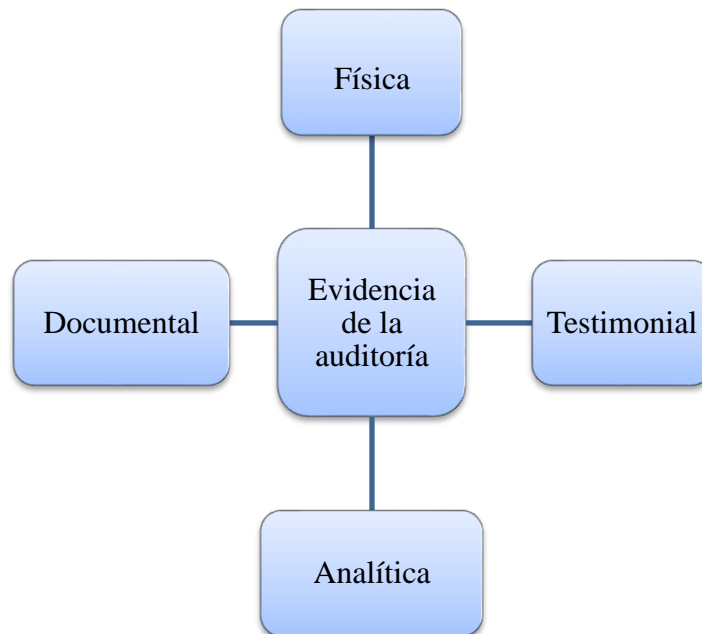 Física
Documental
Evidencia
de la
auditoría
Testimonial
Analítica